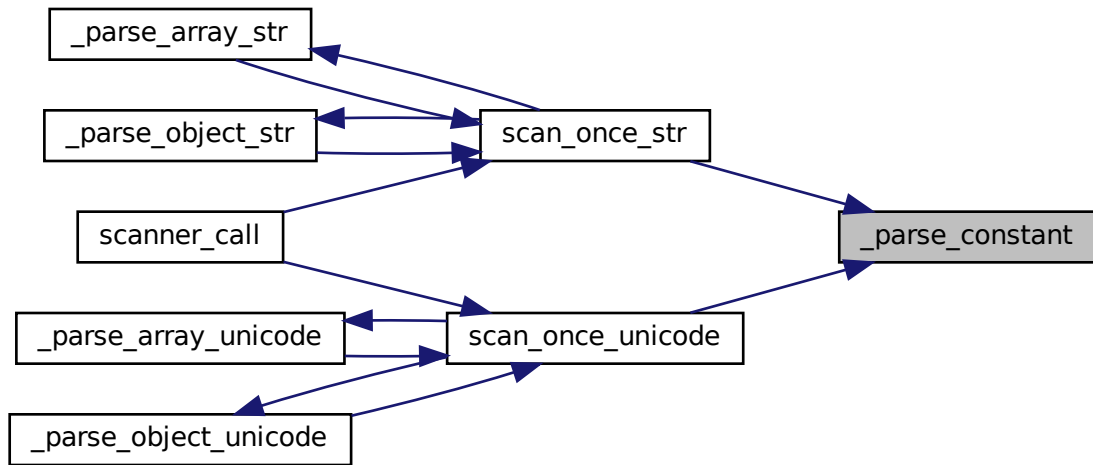 _parse_array_str
_parse_object_str
scan_once_str
scanner_call
_parse_constant
_parse_array_unicode
scan_once_unicode
_parse_object_unicode